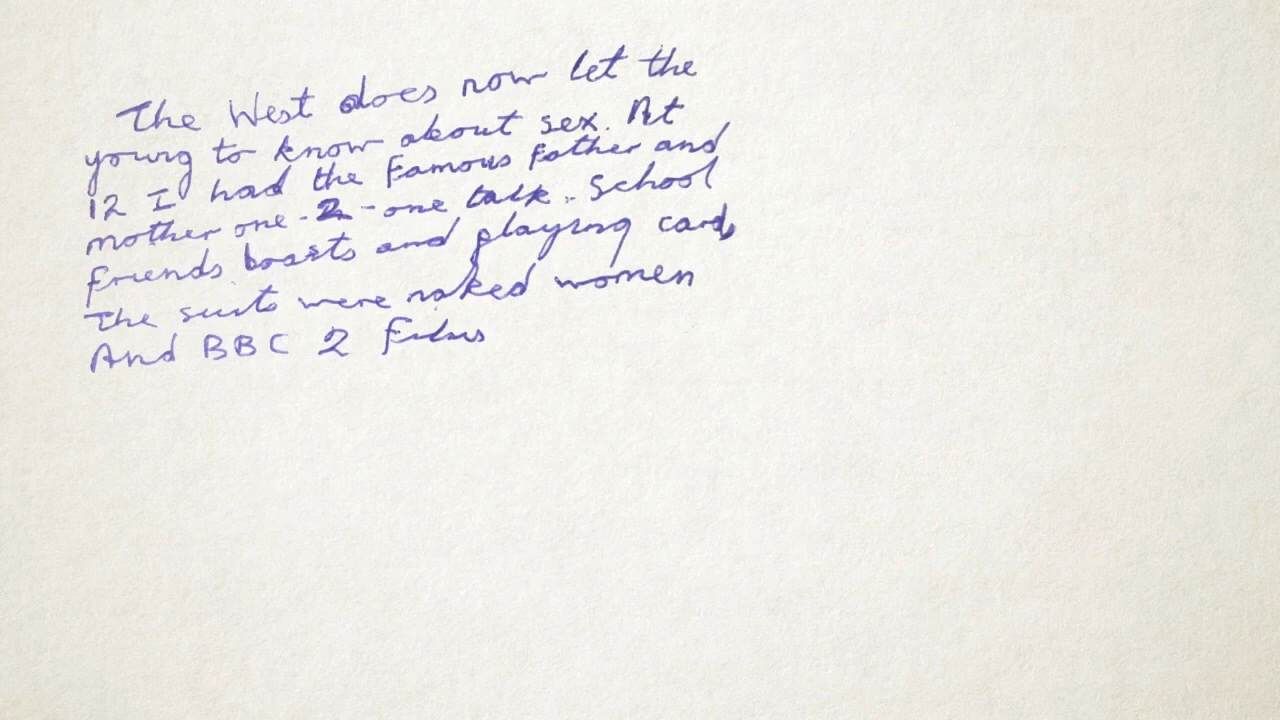 The West does now let the
young to know about sex. At
12 I had the Famous Father and
mother one-2-one talk. School
friends boasts and playing cards
The suits were naked women
And BBC 2 Films